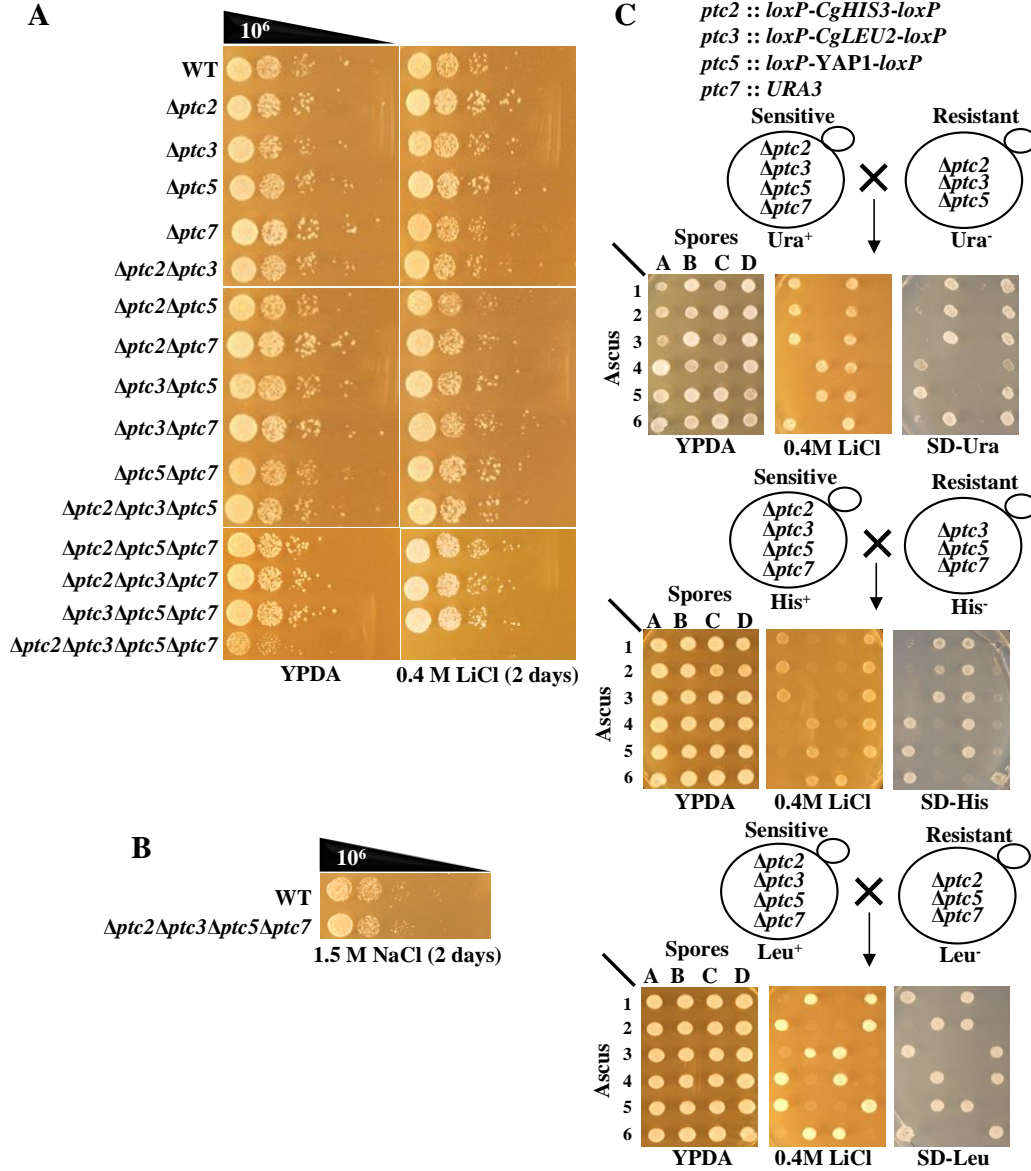 A
10⁶
WT
Δptc2
Δptc3
Δptc5
Δptc7
Δptc2Δptc3
Δptc2Δptc5
Δptc2Δptc7
Δptc3Δptc5
Δptc3Δptc7
Δptc5Δptc7
Δptc2Δptc3Δptc5
Δptc2Δptc5Δptc7
Δptc2Δptc3Δptc7
Δptc3Δptc5Δptc7
Δptc2Δptc3Δptc5Δptc7
YPDA
0.4 M LiCl (2 days)
B
10⁶
WT
Δptc2Δptc3Δptc5Δptc7
1.5 M NaCl (2 days)
C
ptc2 :: loxP-CgHIS3-loxP
ptc3 :: loxP-CgLEU2-loxP
ptc5 :: loxP-YAP1-loxP
ptc7 :: URA3
Sensitive
Resistant
Δptc2
Δptc3
Δptc5
Δptc7
Δptc2
Δptc3
Δptc5
Ura⁺
Ura⁻
Spores
A B C D
Ascus
1
2
3
4
5
6
YPDA
0.4M LiCl
SD-Ura
Sensitive
Resistant
Δptc2
Δptc3
Δptc5
Δptc7
Δptc3
Δptc5
Δptc7
His⁺
His⁻
Spores
A B C D
Ascus
1
2
3
4
5
6
YPDA
0.4M LiCl
SD-His
Sensitive
Resistant
Δptc2
Δptc3
Δptc5
Δptc7
Δptc2
Δptc5
Δptc7
Leu⁺
Leu⁻
Spores
A B C D
Ascus
1
2
3
4
5
6
YPDA
0.4M LiCl
SD-Leu